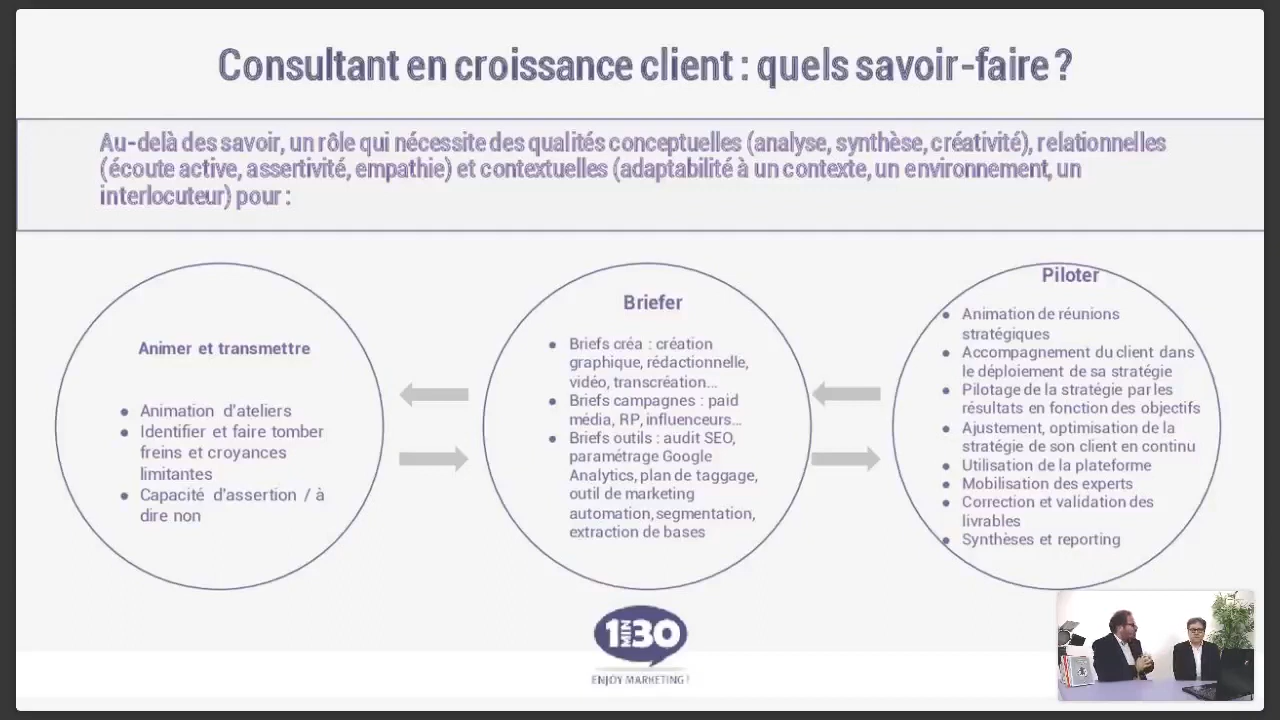 Consultant en croissance client : quels savoir-faire ?
Au-delà des savoir, un rôle qui nécessite des qualités conceptuelles (analyse, synthèse, créativité), relationnelles
(écoute active, assertivité, empathie) et contextuelles (adaptabilité à un contexte, un environnement, un
interlocuteur) pour :
Animer et transmettre
● Animation d'ateliers
● Identifier et faire tomber
freins et croyances
limitantes
● Capacité d'assertion / à
dire non
Briefer
● Briefs créa : création
graphique, rédactionnelle,
vidéo, transcréation...
● Briefs campagnes : paid
média, RP, influenceurs...
● Briefs outils : audit SEO,
paramétrage Google
Analytics, plan de taggage,
outil de marketing
automation, segmentation,
extraction de bases
Piloter
● Animation de réunions
stratégiques
● Accompagnement du client dans
le déploiement de sa stratégie
● Pilotage de la stratégie par les
résultats en fonction des objectifs
● Ajustement, optimisation de la
stratégie de son client en continu
● Utilisation de la plateforme
● Mobilisation des experts
● Correction et validation des
livrables
● Synthèses et reporting
1 MIN 30
ENJOY MARKETING !